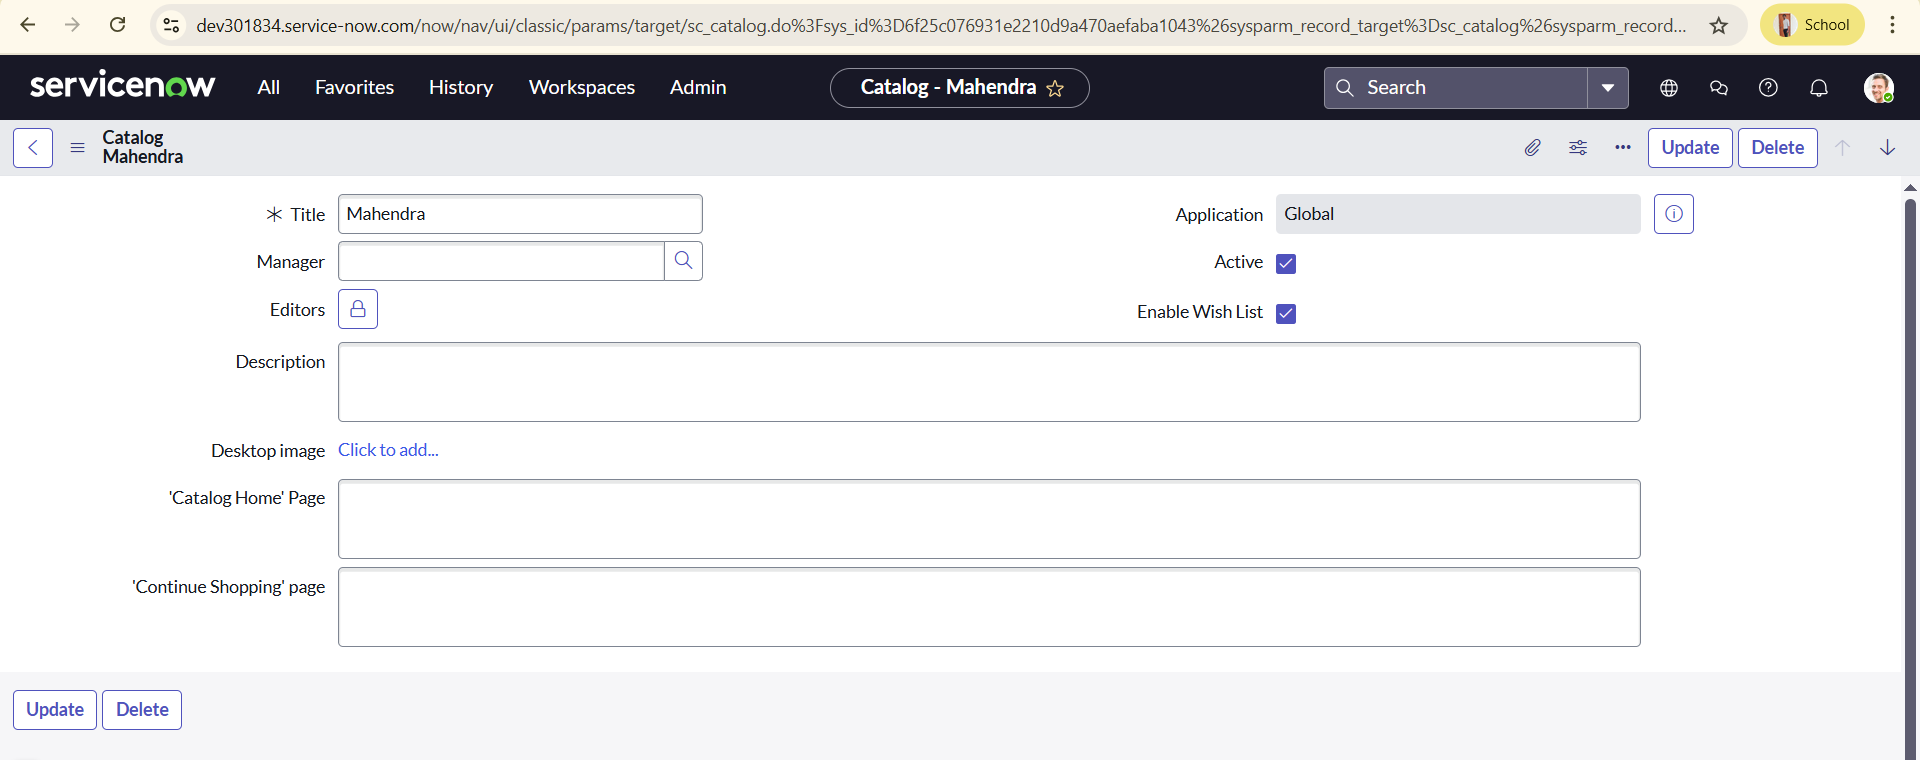 dev301834.service-now.com/now/nav/ui/classic/params/target/sc_catalog.do%3Fsys_id%3D6f25c076931e2210d9a470aefaba1043%26sysparm_record_target%3Dsc_catalog%26sysparm_record...
School
servicenow
All
Favorites
History
Workspaces
Admin
Catalog - Mahendra
Search
Catalog
Mahendra
Update
Delete
Title
Mahendra
Application
Global
Manager
Active
Editors
Enable Wish List
Description
Desktop image
Click to add...
'Catalog Home' Page
'Continue Shopping' page
Update
Delete